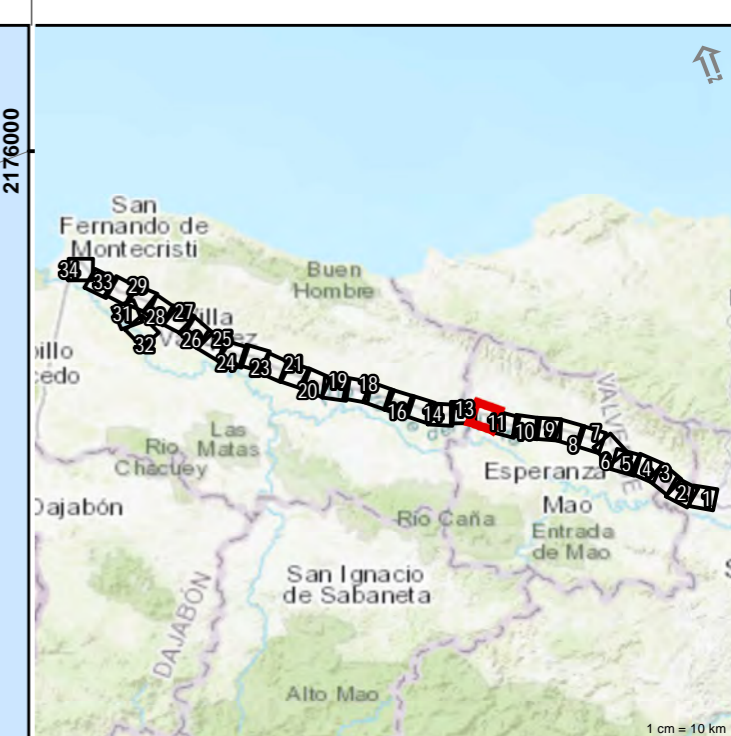 2176000
San
Fernando de
Montecristi
Buen
Hombre
34
33
29
31
28
27
32
26
25
24
23
21
20
19
18
16
14
13
11
10
9
8
7
6
5
4
3
2
1
Las
Matas
Rio
Chacuey
Dajabón
Esperanza
Mao
Entrada
de Mao
Rio Caña
San Ignacio
de Sabaneta
DAJABÓN
Alto Mao
1 cm = 10 km